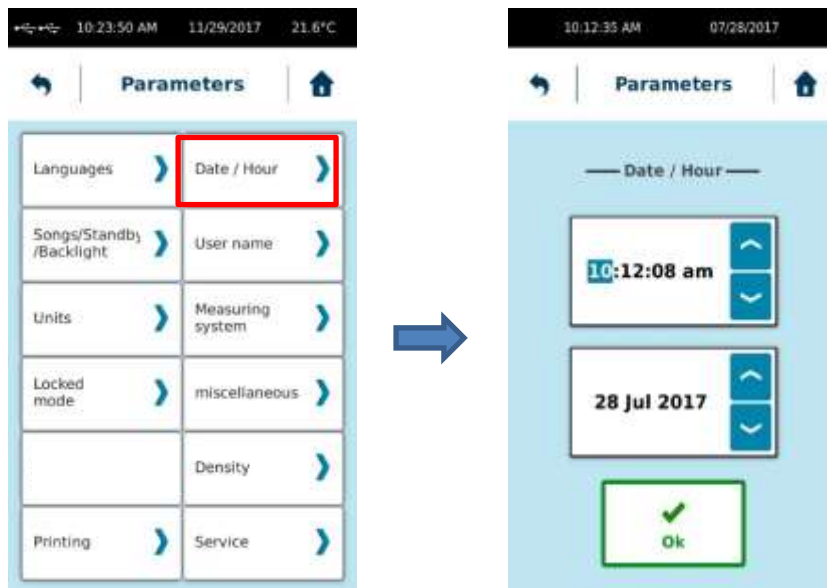 10:23:50 AM 11/29/2017 21.6°C
Parameters
Languages
Date / Hour
Songs/Standby
/Backlight
User name
Units
Measuring
system
Locked
mode
miscellaneous
Density
Printing
Service
10:12:35 AM 07/28/2017
Parameters
Date / Hour
10:12:08 am
28 Jul 2017
Ok